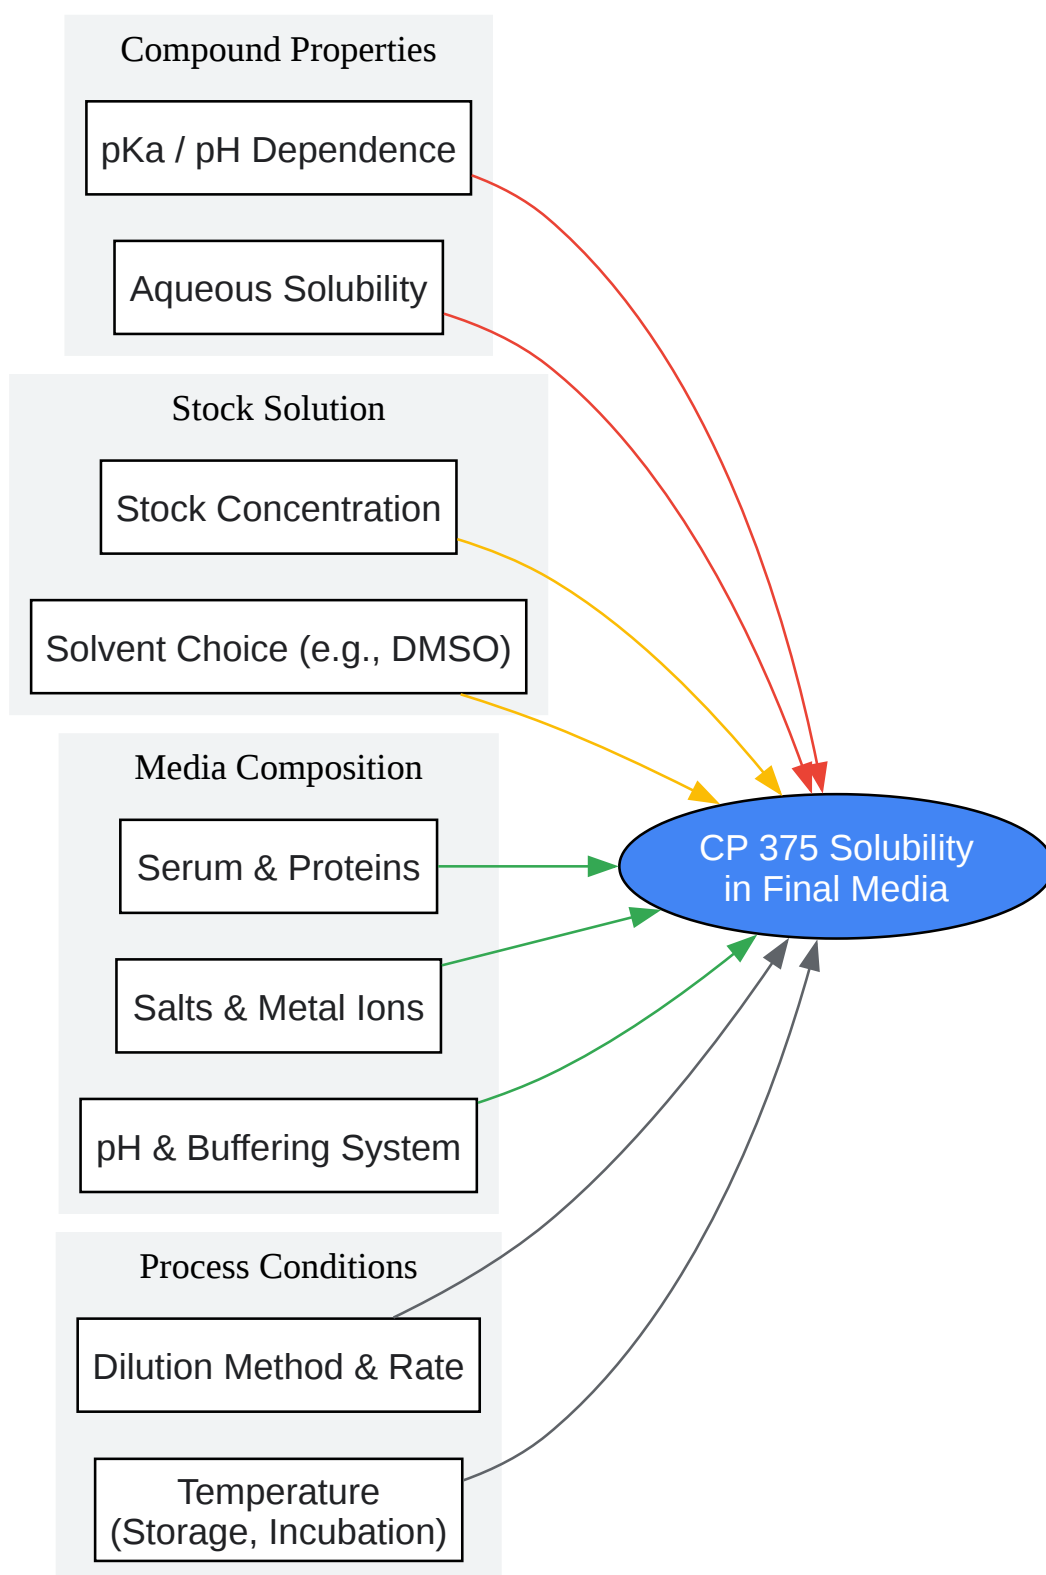 Compound Properties
pKa / pH Dependence
Aqueous Solubility
Stock Solution
Stock Concentration
Solvent Choice (e.g., DMSO)
Media Composition
Serum & Proteins
Salts & Metal Ions
pH & Buffering System
Process Conditions
Dilution Method & Rate
Temperature
(Storage, Incubation)
CP 375 Solubility
in Final Media